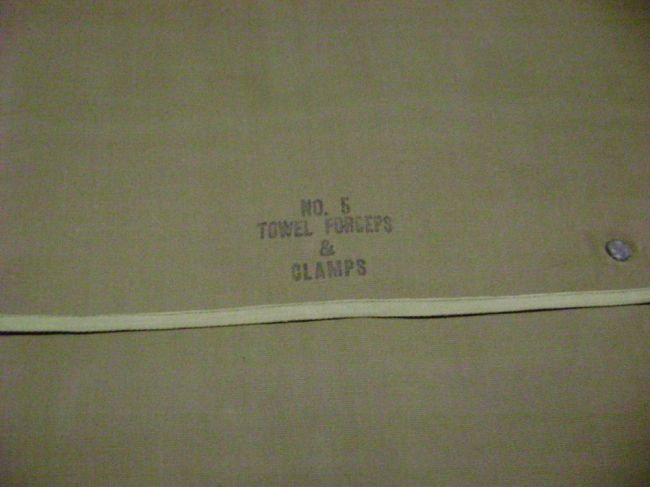 NO. 5
TOWEL FORCEPS
&
CLAMPS